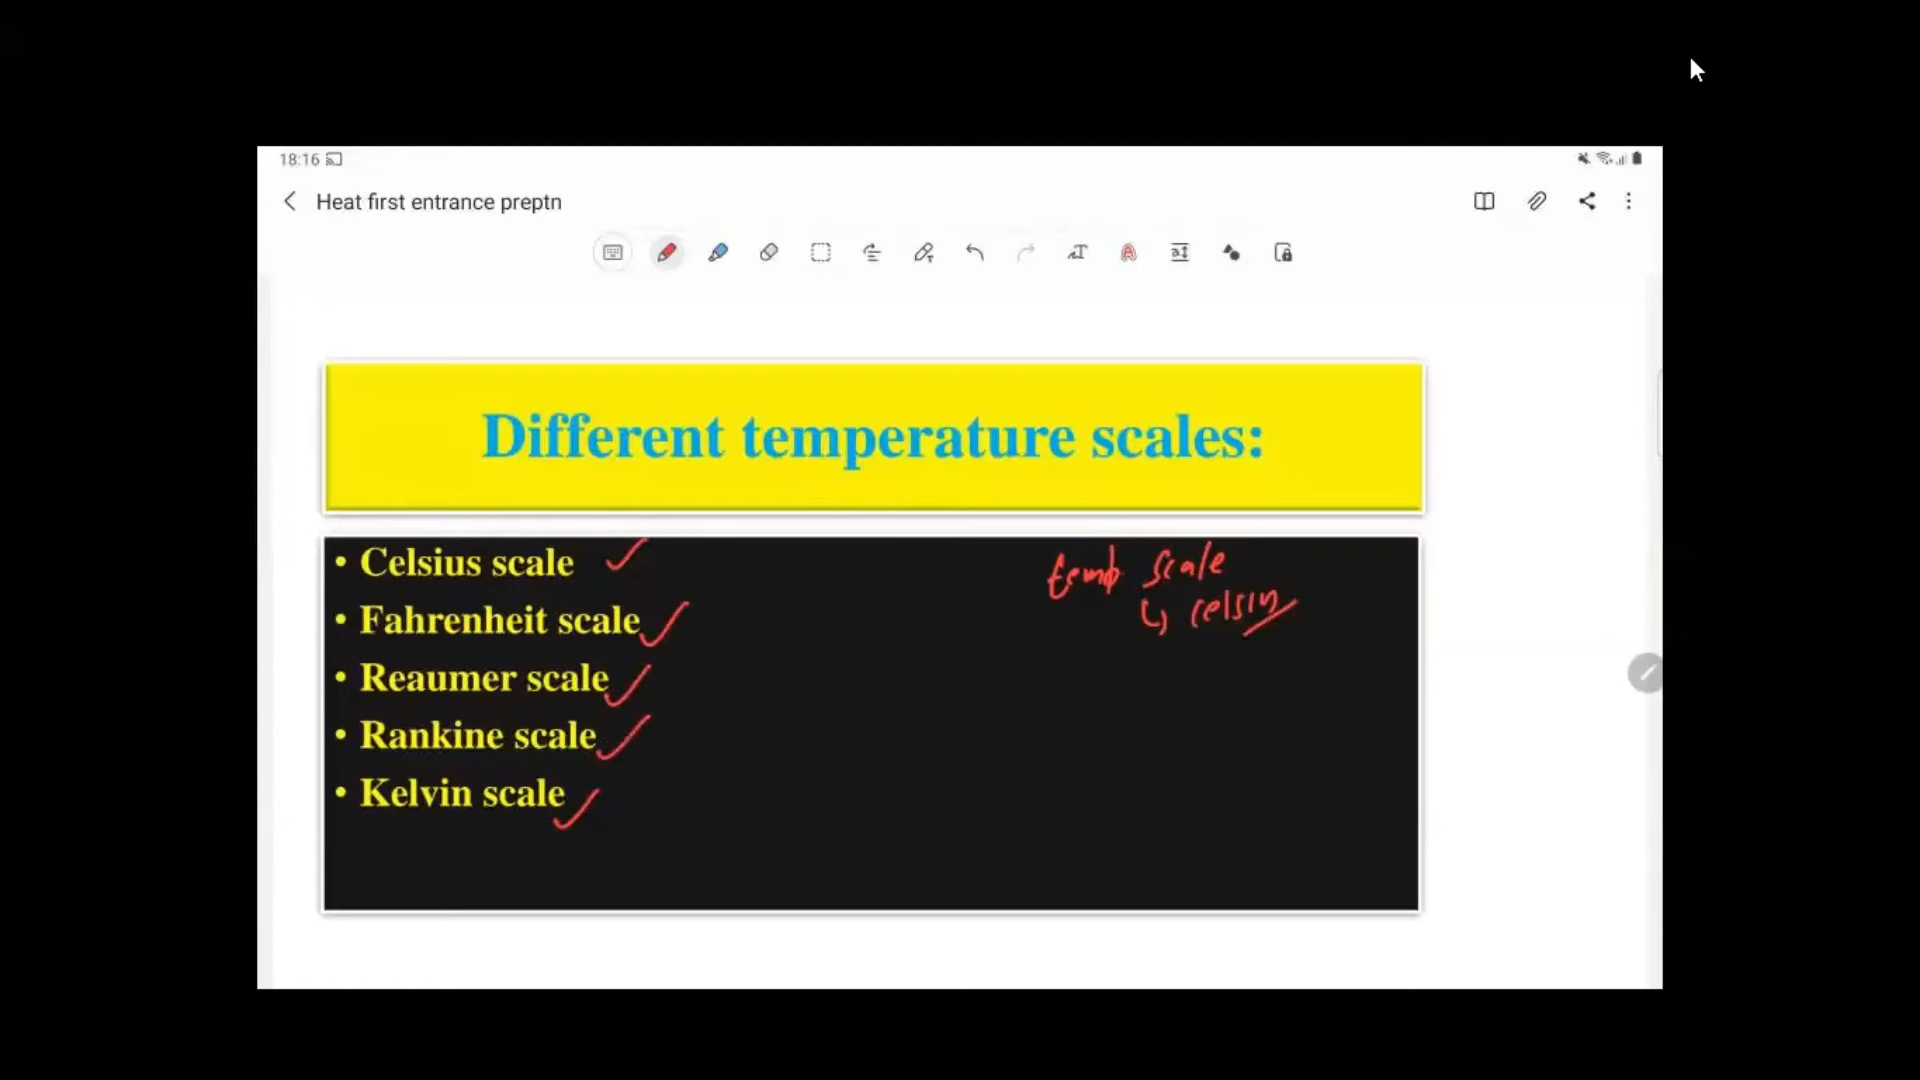 18:16
Heat first entrance preptn
Different temperature scales:
• Celsius scale
• Fahrenheit scale
• Reaumer scale
• Rankine scale
• Kelvin scale
temp scale
↳ celsius